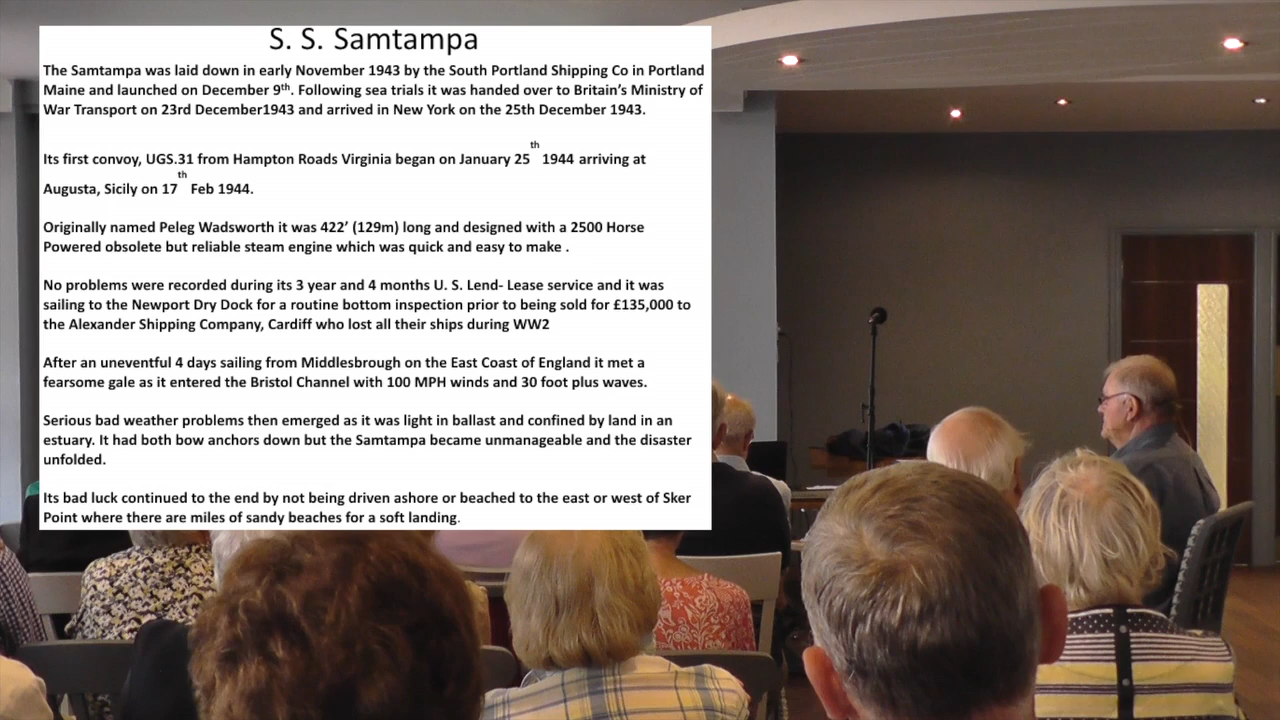 S. S. Samtampa
The Samtampa was laid down in early November 1943 by the South Portland Shipping Co in Portland
Maine and launched on December 9th. Following sea trials it was handed over to Britain's Ministry of
War Transport on 23rd December1943 and arrived in New York on the 25th December 1943.
Its first convoy, UGS.31 from Hampton Roads Virginia began on January 25th 1944 arriving at
Augusta, Sicily on 17th Feb 1944.
Originally named Peleg Wadsworth it was 422' (129m) long and designed with a 2500 Horse
Powered obsolete but reliable steam engine which was quick and easy to make .
No problems were recorded during its 3 year and 4 months U. S. Lend- Lease service and it was
sailing to the Newport Dry Dock for a routine bottom inspection prior to being sold for £135,000 to
the Alexander Shipping Company, Cardiff who lost all their ships during WW2
After an uneventful 4 days sailing from Middlesbrough on the East Coast of England it met a
fearsome gale as it entered the Bristol Channel with 100 MPH winds and 30 foot plus waves.
Serious bad weather problems then emerged as it was light in ballast and confined by land in an
estuary. It had both bow anchors down but the Samtampa became unmanageable and the disaster
unfolded.
Its bad luck continued to the end by not being driven ashore or beached to the east or west of Sker
Point where there are miles of sandy beaches for a soft landing.